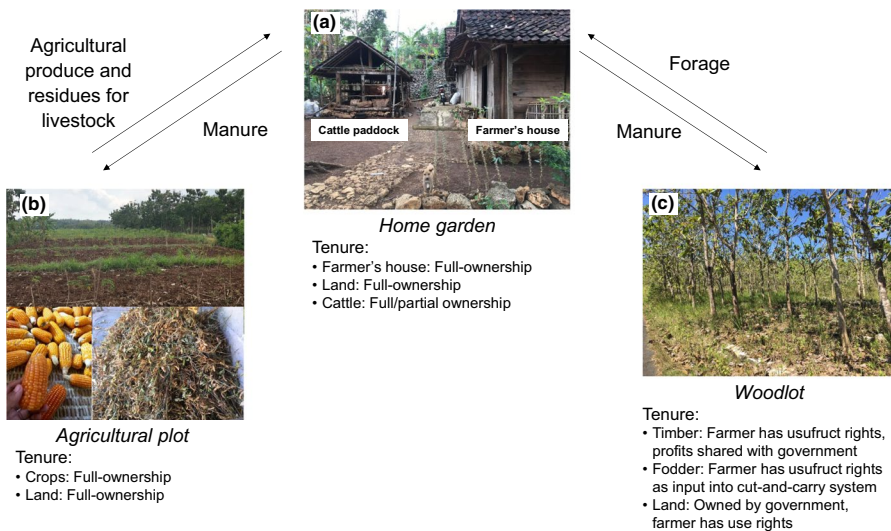 (a)
Agricultural
produce and
residues for
livestock
Manure
Forage
Manure
Cattle paddock
Farmer's house
Home garden
Tenure:
• Farmer's house: Full-ownership
• Land: Full-ownership
• Cattle: Full/partial ownership
(b)
Agricultural plot
Tenure:
• Crops: Full-ownership
• Land: Full-ownership
(c)
Woodlot
Tenure:
• Timber: Farmer has usufruct rights,
profits shared with government
• Fodder: Farmer has usufruct rights
as input into cut-and-carry system
• Land: Owned by government,
farmer has use rights